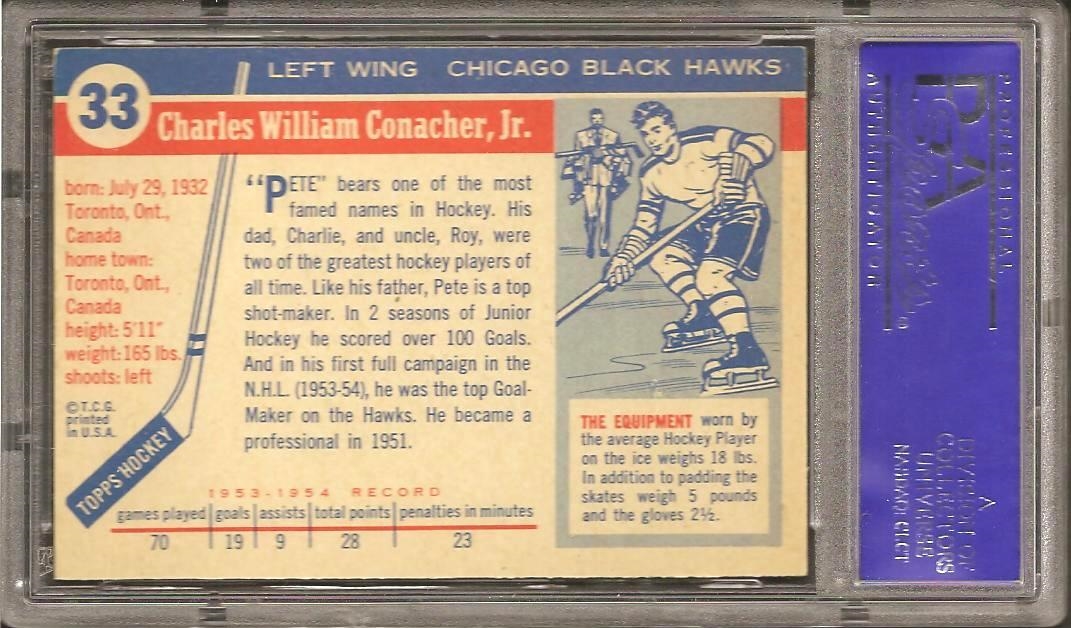 LEFT WING CHICAGO BLACK HAWKS
33
Charles William Conacher, Jr.
born: July 29, 1932
Toronto, Ont.,
Canada
home town:
Toronto, Ont.,
Canada
height: 5'11"
weight: 165 lbs.
shoots: left
©T.C.G.
printed
in U.S.A.
TOPPS HOCKEY
"PETE" bears one of the most
famed names in Hockey. His
dad, Charlie, and uncle, Roy, were
two of the greatest hockey players of
all time. Like his father, Pete is a top
shot-maker. In 2 seasons of Junior
Hockey he scored over 100 Goals.
And in his first full campaign in the
N.H.L. (1953-54), he was the top Goal-
Maker on the Hawks. He became a
professional in 1951.
THE EQUIPMENT worn by
the average Hockey Player
on the ice weighs 18 lbs.
In addition to padding the
skates weigh 5 pounds
and the gloves 2½.
1953-1954 RECORD
games played goals assists total points penalties in minutes
70 19 9 28 23
PSA
A
DIVISION OF
COLLECTORS
UNIVERSE
NASDAQ: CLCT